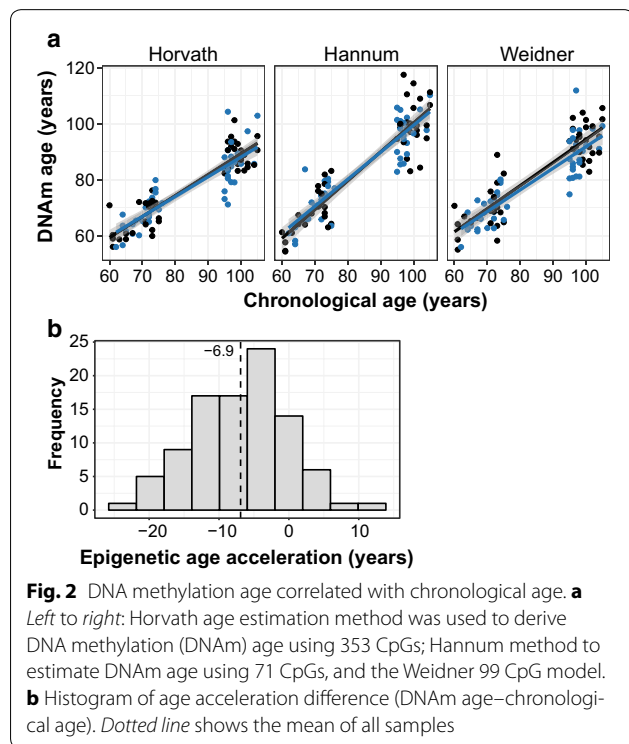 a
Horvath Hannum Weidner
DNAm age (years)
120
100
80
60
60 70 80 90 100 60 70 80 90 100 60 70 80 90 100
Chronological age (years)
b
Frequency
25
20
15
10
5
0
−6.9
−20 −10 0 10
Epigenetic age acceleration (years)
Fig. 2 DNA methylation age correlated with chronological age. a
Left to right: Horvath age estimation method was used to derive
DNA methylation (DNAm) age using 353 CpGs; Hannum method to
estimate DNAm age using 71 CpGs, and the Weidner 99 CpG model.
b Histogram of age acceleration difference (DNAm age–chronologi-
cal age). Dotted line shows the mean of all samples